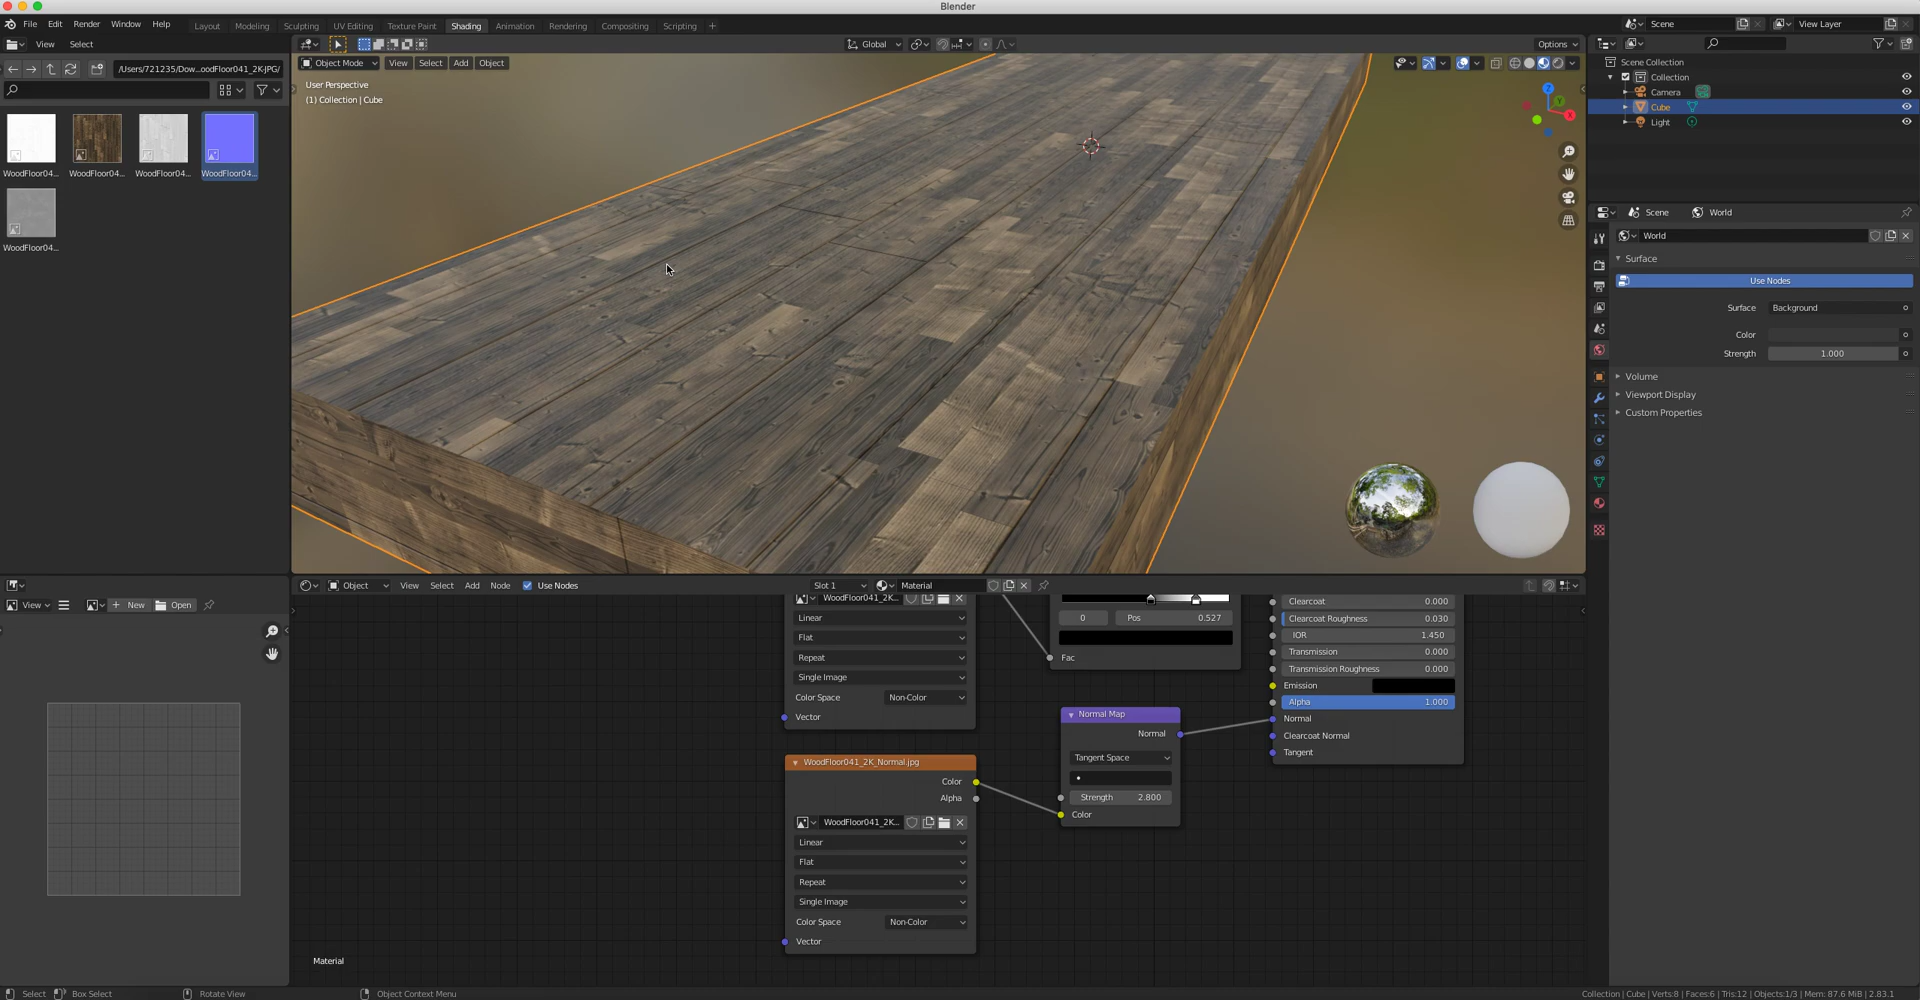 Blender
File Edit Render Window Help
Layout Modeling Sculpting UV Editing Texture Paint Shading Animation Rendering Compositing Scripting +
Scene
View Layer
View Select
Global
Options
/Users/721235/Dow...oodFloor041_2K-JPG/
Object Mode View Select Add Object
User Perspective
(1) Collection | Cube
Z
Y
X
WoodFloor04... WoodFloor04... WoodFloor04... WoodFloor04...
WoodFloor04...
Scene Collection
Collection
Camera
Cube
Light
Scene World
World
Surface
Use Nodes
Surface Background
Color
Strength 1.000
Volume
Viewport Display
Custom Properties
Object View Select Add Node Use Nodes Slot 1 Material
View New Open
WoodFloor041_2K...
Linear
Flat
Repeat
Single Image
Color Space Non-Color
Vector
0 Pos 0.527
Fac
Clearcoat 0.000
Clearcoat Roughness 0.030
IOR 1.450
Transmission 0.000
Transmission Roughness 0.000
Emission
Alpha 1.000
Normal
Clearcoat Normal
Tangent
Normal Map
Normal
Tangent Space
Strength 2.800
Color
WoodFloor041_2K_Normal.jpg
Color
Alpha
WoodFloor041_2K...
Linear
Flat
Repeat
Single Image
Color Space Non-Color
Vector
Material
Select Box Select Rotate View Object Context Menu
Collection | Cube | Verts:8 | Faces:6 | Tris:12 | Objects:1/3 | Mem: 87.6 MiB | 2.83.1